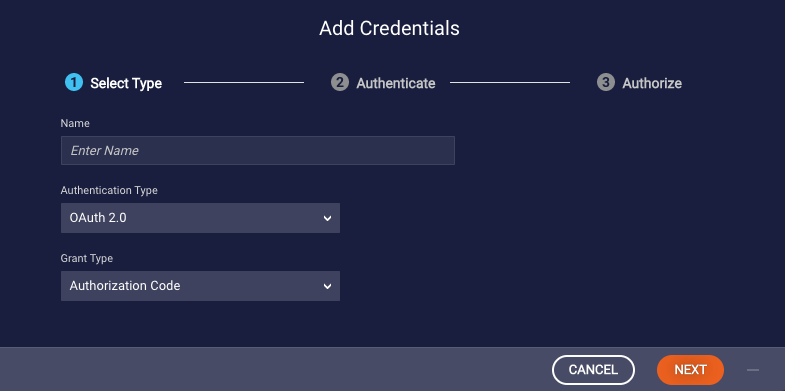 Add Credentials
1 Select Type 2 Authenticate 3 Authorize
Name
Enter Name
Authentication Type
OAuth 2.0
Grant Type
Authorization Code
CANCEL NEXT